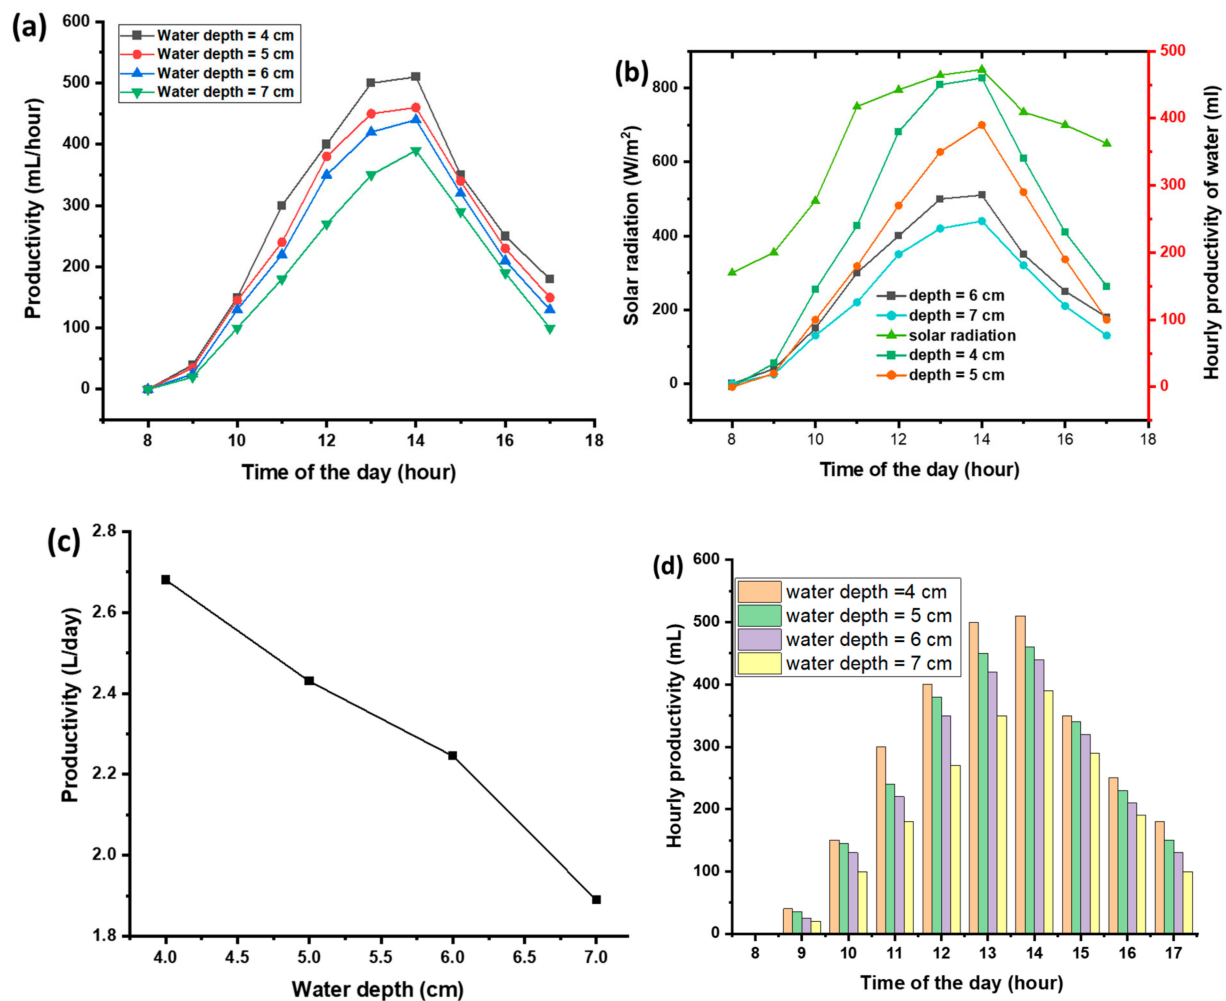 (a)
Water depth = 4 cm
Water depth = 5 cm
Water depth = 6 cm
Water depth = 7 cm
Productivity (mL/hour)
600
500
400
300
200
100
0
8 10 12 14 16 18
Time of the day (hour)
(b)
Solar radiation (W/m²)
800
600
400
200
0
depth = 6 cm
depth = 7 cm
solar radiation
depth = 4 cm
depth = 5 cm
500
400
300
200
100
0
Hourly productivity of water (ml)
8 10 12 14 16 18
Time of the day (hour)
(c)
Productivity (L/day)
2.8
2.6
2.4
2.2
2.0
1.8
4.0 4.5 5.0 5.5 6.0 6.5 7.0
Water depth (cm)
(d)
water depth =4 cm
water depth = 5 cm
water depth = 6 cm
water depth = 7 cm
Hourly productivity (mL)
600
500
400
300
200
100
0
8 9 10 11 12 13 14 15 16 17
Time of the day (hour)